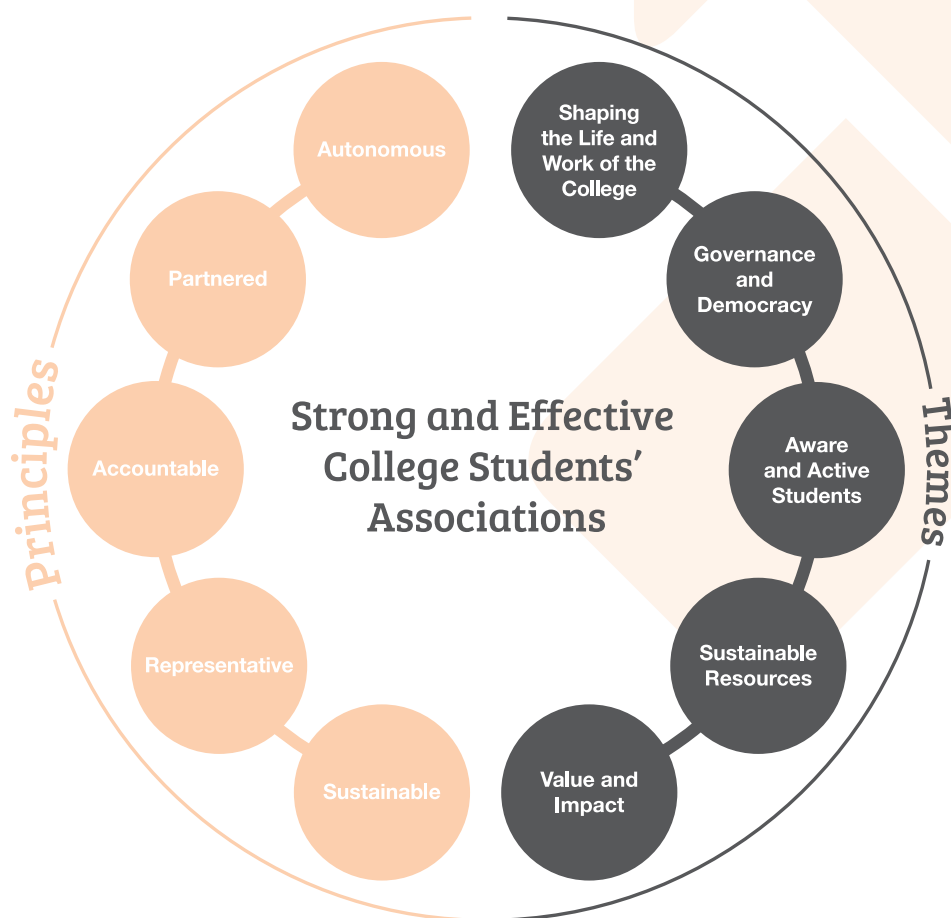 Principles
Autonomous
Partnered
Accountable
Representative
Sustainable
Strong and Effective
College Students’
Associations
Themes
Shaping
the Life and
Work of the
College
Governance
and
Democracy
Aware
and Active
Students
Sustainable
Resources
Value and
Impact